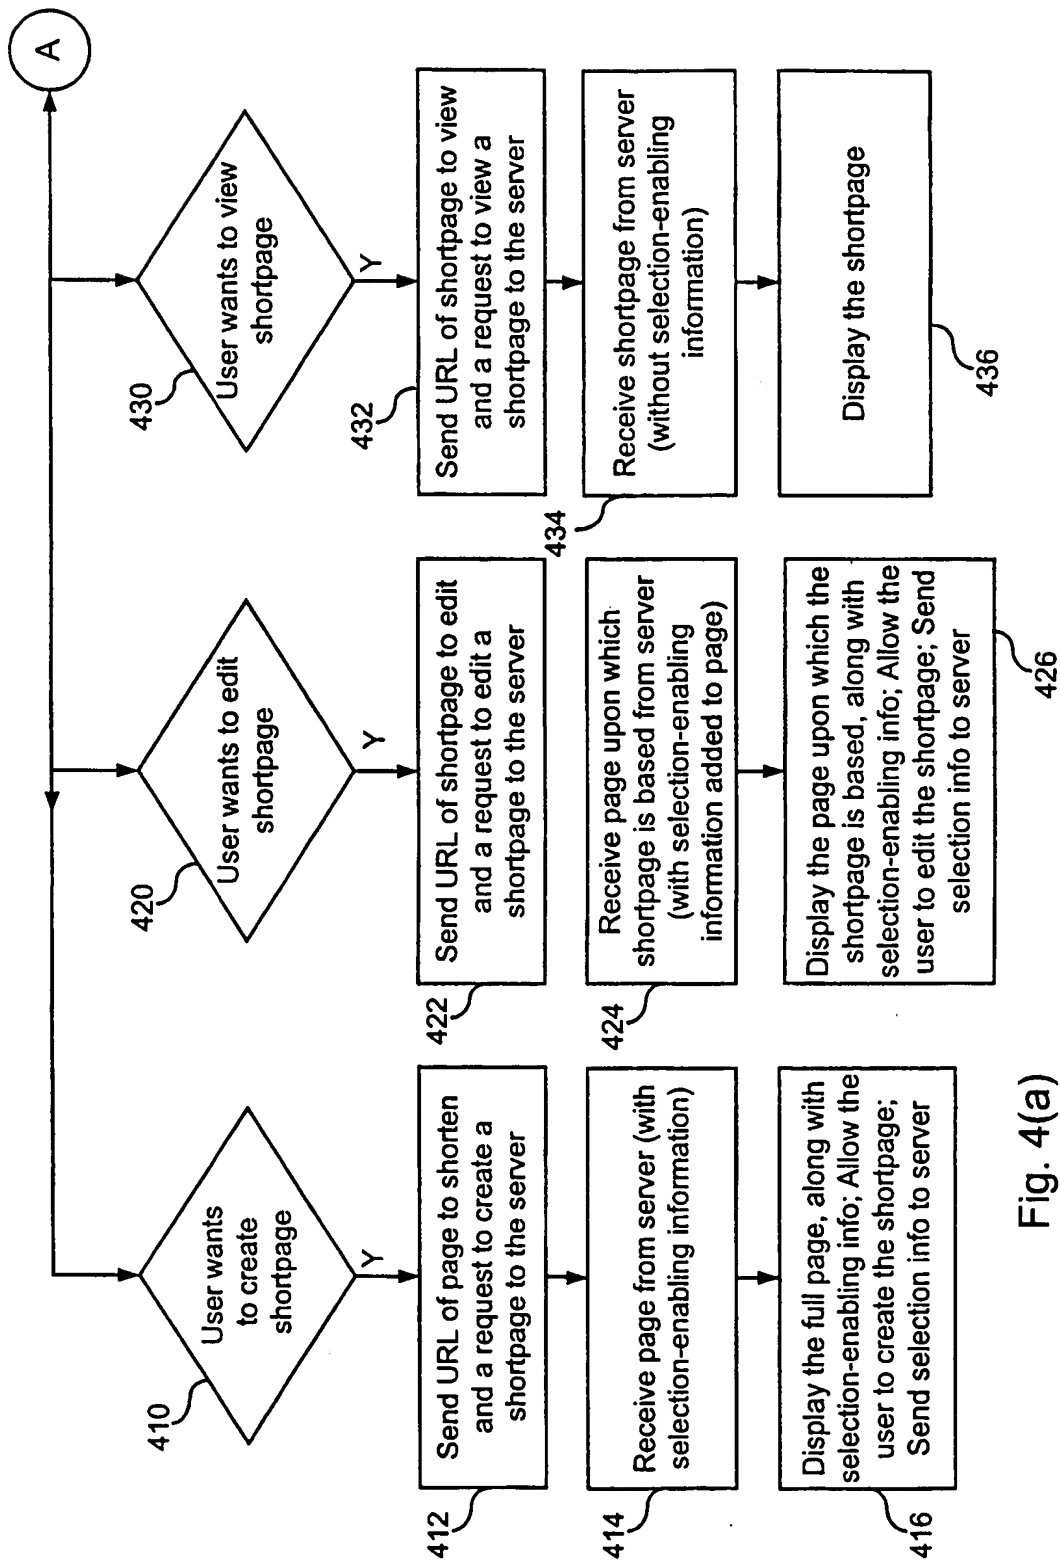 A
User wants
to create
shortpage
410
Y
Send URL of page to shorten
and a request to create a
shortpage to the server
412
Receive page from server (with
selection-enabling information)
414
Display the full page, along with
selection-enabling info; Allow the
user to create the shortpage;
Send selection info to server
416
User wants to edit
shortpage
420
Y
Send URL of shortpage to edit
and a request to edit a
shortpage to the server
422
Receive page upon which
shortpage is based from server
(with selection-enabling
information added to page)
424
Display the page upon which the
shortpage is based, along with
selection-enabling info; Allow the
user to edit the shortpage; Send
selection info to server
426
User wants to view
shortpage
430
Y
Send URL of shortpage to view
and a request to view a
shortpage to the server
432
Receive shortpage from server
(without selection-enabling
information)
434
Display the shortpage
436
Fig. 4(a)